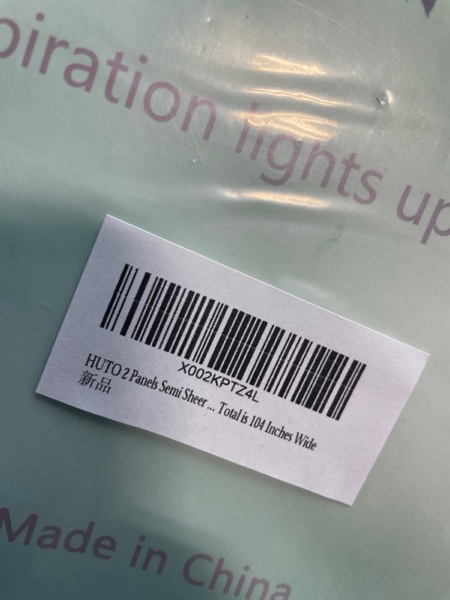 piration lights up
X002KPTZ4L
HUTO 2 Panels Semi Sheer ... Total is 104 Inches Wide
新品
Made in China